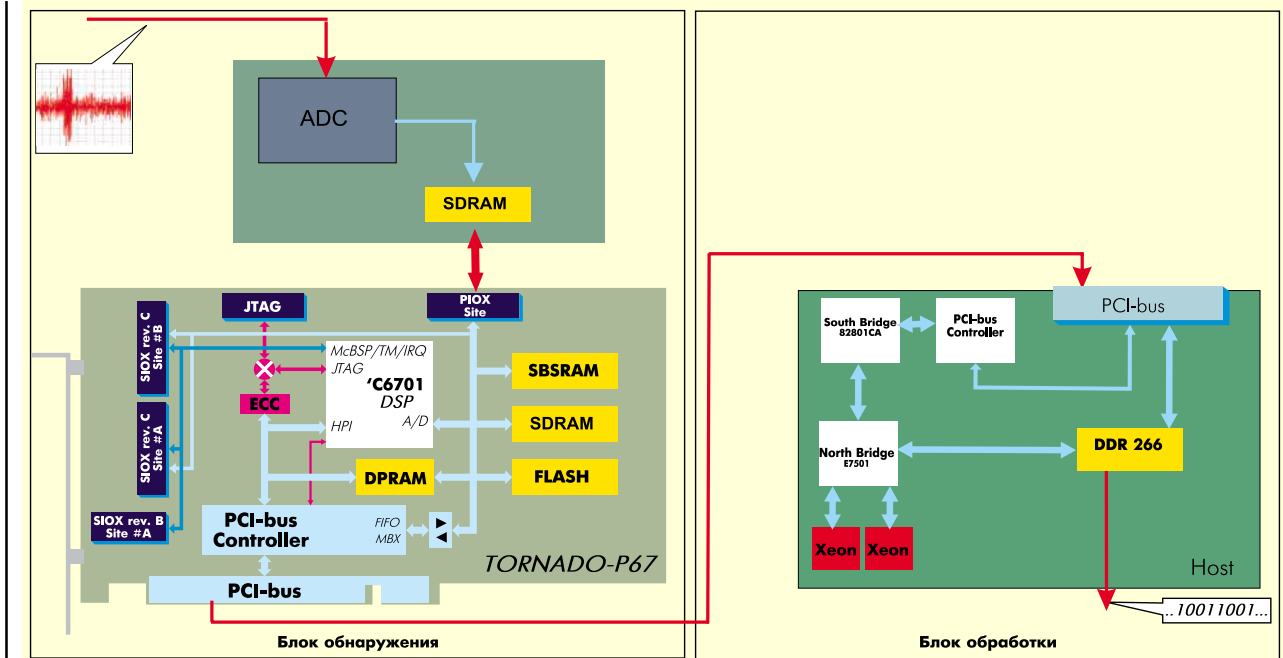 ADC
SDRAM
JTAG
PIOX
Site
SIOX rev. C
Site #B
McBSP/TM/IRQ
JTAG
'C6701
DSP
HPI
A/D
ECC
SBSRAM
SDRAM
FLASH
DPRAM
SIOX rev. C
Site #A
SIOX rev. B
Site #A
PCI-bus
Controller
FIFO
MBX
TORNADO-P67
PCI-bus
Блок обнаружения
PCI-bus
South Bridge
82801CA
PCI-bus
Controller
North Bridge
E7501
DDR 266
Xeon
Xeon
Host
...10011001...
Блок обработки